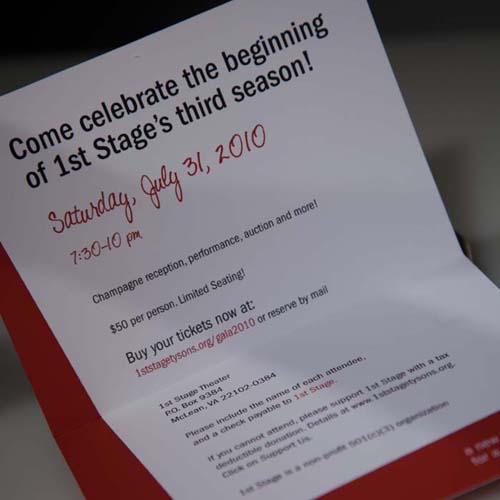 Come celebrate the beginning
of 1st Stage's third season!
Saturday, July 31, 2010
7:30-10 pm
Champagne reception, performance, auction and more!
$50 per person. Limited Seating!
Buy your tickets now at:
1ststagetysons.org/gala2010 or reserve by mail
1st Stage Theater
P.O. Box 9384
McLean, VA 22102-0384
Please include the name of each attendee,
and a check payable to 1st Stage.
If you cannot attend, please support 1st Stage with a tax
deductible donation. Details at www.1ststagetysons.org,
Click on Support Us.
1st Stage is a non-profit 501(c)(3) organization
a new
for a